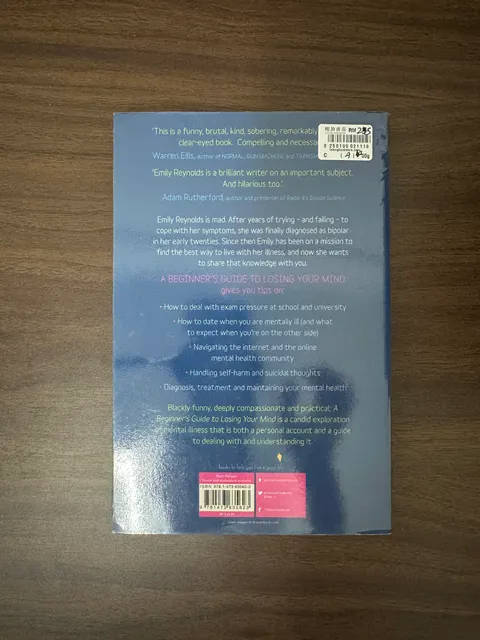 'This is a funny, brutal, kind, sobering, remarkably
clear-eyed book. Compelling and necessary
Warren Ellis, author of NORMAL, GUN MACHINE and
'Emily Reynolds is a brilliant writer on an important subject.
And hilarious too.'
Adam Rutherford, author and presenter of Radio 4's Inside Science
Emily Reynolds is mad. After years of trying – and failing – to
cope with her symptoms, she was finally diagnosed as bipolar
in her early twenties. Since then Emily has been on a mission to
find the best way to live with her illness, and now she wants
to share that knowledge with you.
A BEGINNER'S GUIDE TO LOSING YOUR MIND
gives you tips on:
• How to deal with exam pressure at school and university
• How to date when you are mentally ill (and what
to expect when you're on the other side)
• Navigating the internet and the online
mental health community
• Handling self-harm and suicidal thoughts
• Diagnosis, treatment and maintaining your mental health
Blackly funny, deeply compassionate and practical: A
Beginner's Guide to Losing Your Mind is a candid exploration
of mental illness that is both a personal account and a guide
to dealing with and understanding it.
books to help you live a good life